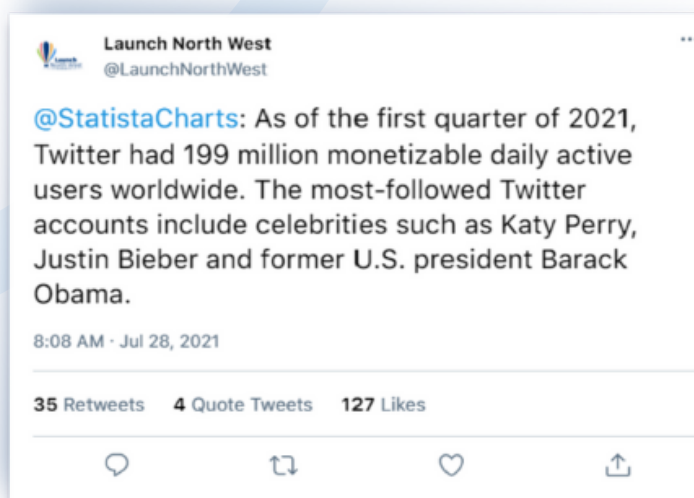 Launch North West
@LaunchNorthWest
@StatistaCharts: As of the first quarter of 2021,
Twitter had 199 million monetizable daily active
users worldwide. The most-followed Twitter
accounts include celebrities such as Katy Perry,
Justin Bieber and former U.S. president Barack
Obama.
8:08 AM · Jul 28, 2021
35 Retweets 4 Quote Tweets 127 Likes